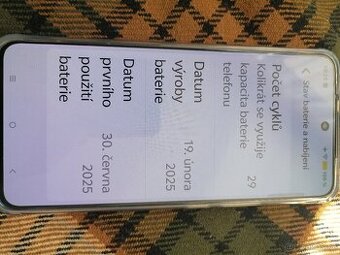 Stav baterie a nabíjení
Počet cyklů
Kolikrát se využije
kapacita baterie
telefonu
29
Datum
výroby
baterie
19. února
2025
Datum
prvního
použití
baterie
30. června
2025